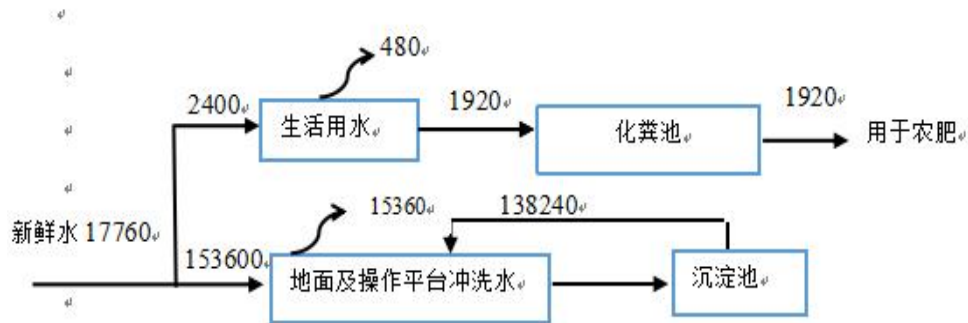 480
2400
生活用水
1920
化粪池
1920
用于农肥
新鲜水 17760
153600
15360
138240
地面及操作平台冲洗水
沉淀池